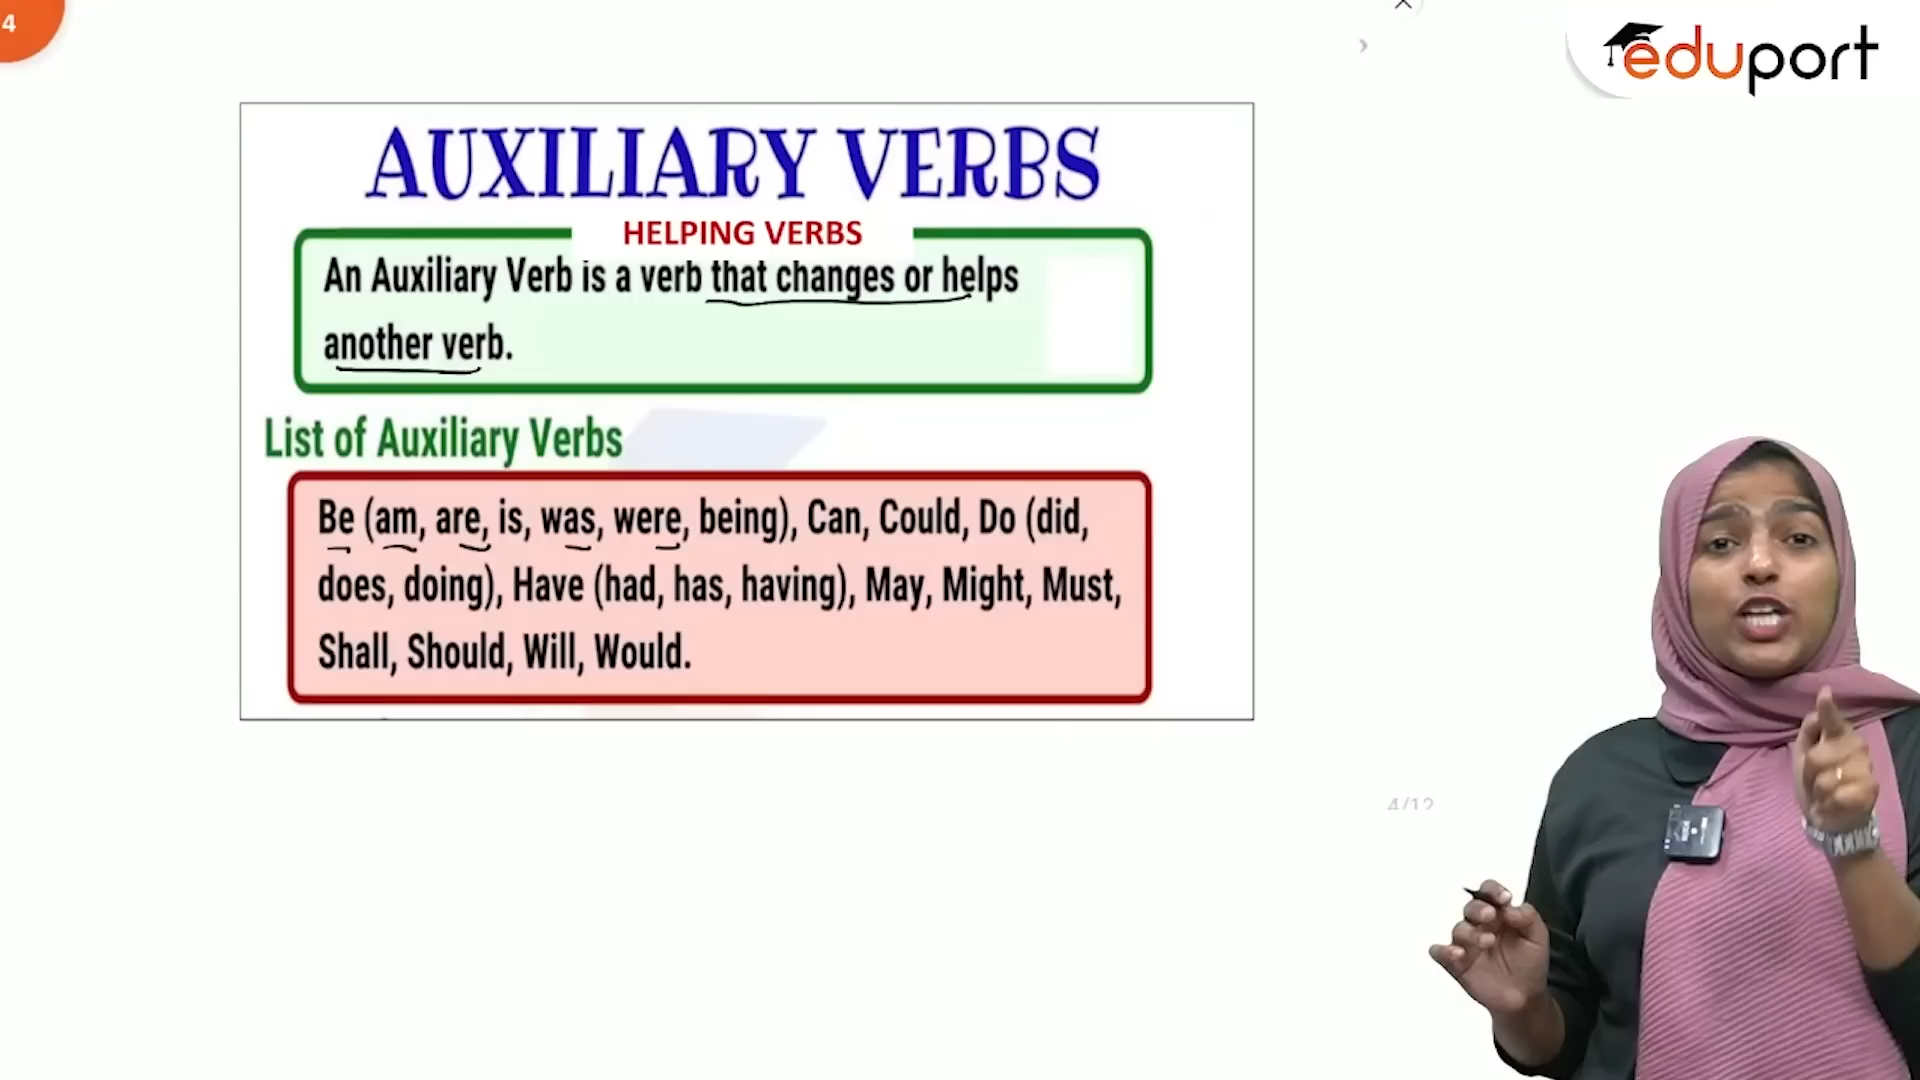 4
eduport
AUXILIARY VERBS
HELPING VERBS
An Auxiliary Verb is a verb that changes or helps
another verb.
List of Auxiliary Verbs
Be (am, are, is, was, were, being), Can, Could, Do (did,
does, doing), Have (had, has, having), May, Might, Must,
Shall, Should, Will, Would.
4/12